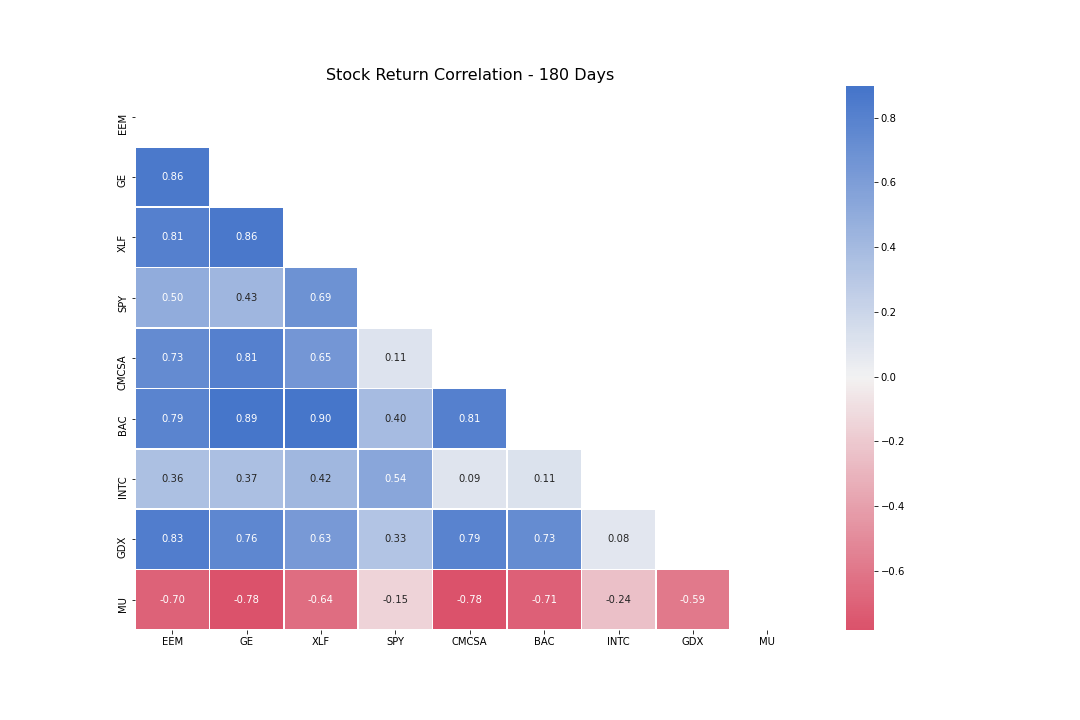 Stock Return Correlation - 180 Days
EEM
GE 0.86
XLF 0.81 0.86
SPY 0.50 0.43 0.69
CMCSA 0.73 0.81 0.65 0.11
BAC 0.79 0.89 0.90 0.40 0.81
INTC 0.36 0.37 0.42 0.54 0.09 0.11
GDX 0.83 0.76 0.63 0.33 0.79 0.73 0.08
MU -0.70 -0.78 -0.64 -0.15 -0.78 -0.71 -0.24 -0.59
EEM GE XLF SPY CMCSA BAC INTC GDX MU
0.8
0.6
0.4
0.2
0.0
−0.2
−0.4
−0.6